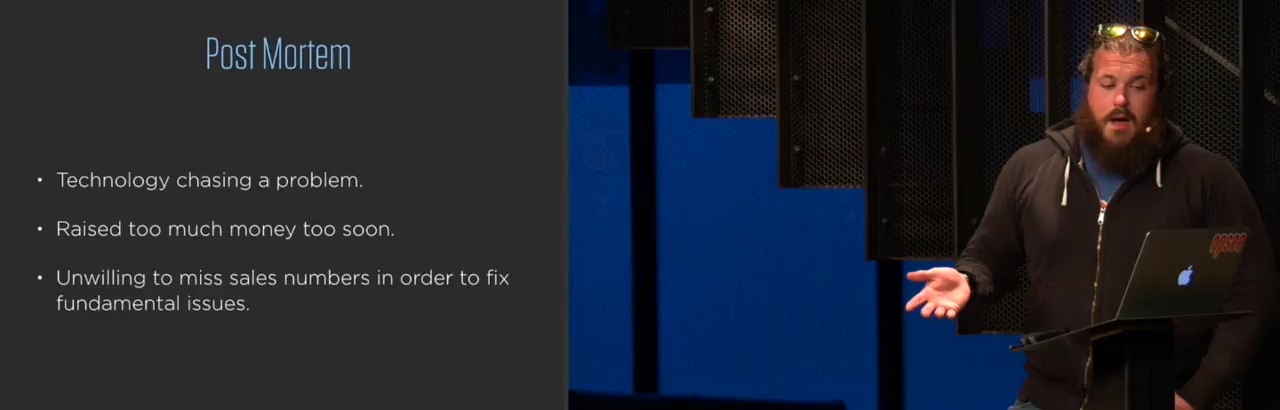 Post Mortem
• Technology chasing a problem.
• Raised too much money too soon.
• Unwilling to miss sales numbers in order to fix
fundamental issues.
opsee